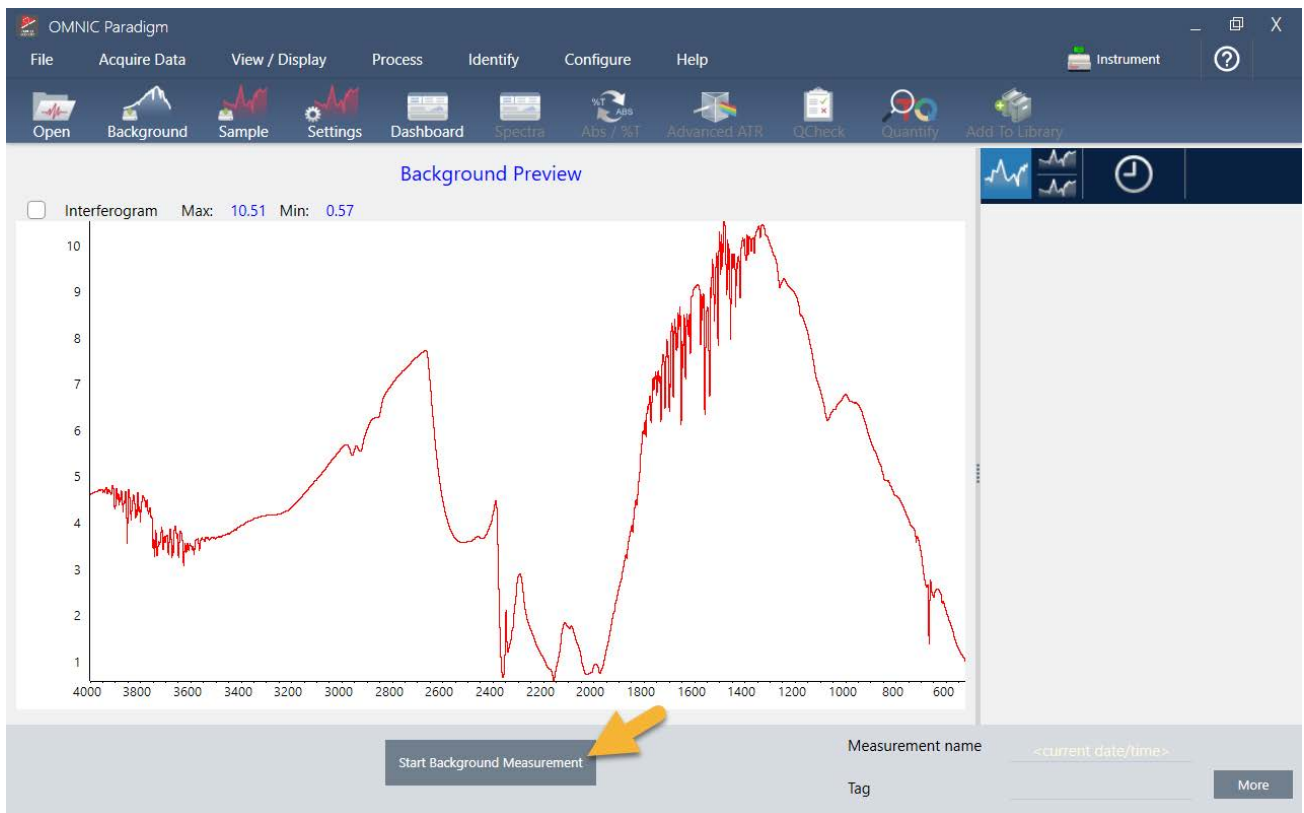 OMNIC Paradigm
_ X
File Acquire Data View / Display Process Identify Configure Help Instrument ?
%T ABS
Open Background Sample Settings Dashboard Spectra Abs / %T Advanced ATR QCheck Quantify Add To Library
Background Preview
Interferogram Max: 10.51 Min: 0.57
10
9
8
7
6
5
4
3
2
1
4000 3800 3600 3400 3200 3000 2800 2600 2400 2200 2000 1800 1600 1400 1200 1000 800 600
Start Background Measurement
Measurement name <current date/time>
Tag
More